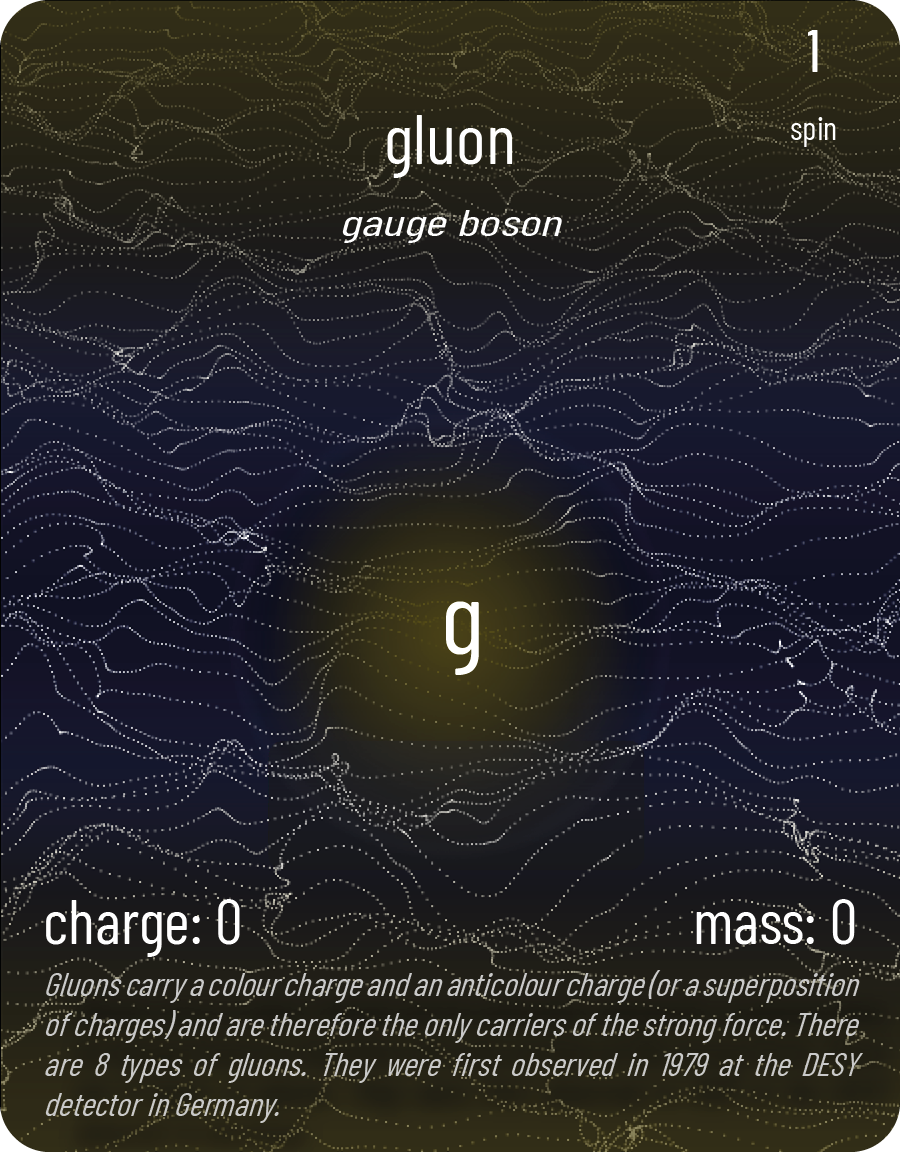 1
spin
gluon
gauge boson
g
charge: 0
mass: 0
Gluons carry a colour charge and an anticolour charge (or a superposition
of charges) and are therefore the only carriers of the strong force. There
are 8 types of gluons. They were first observed in 1979 at the DESY
detector in Germany.